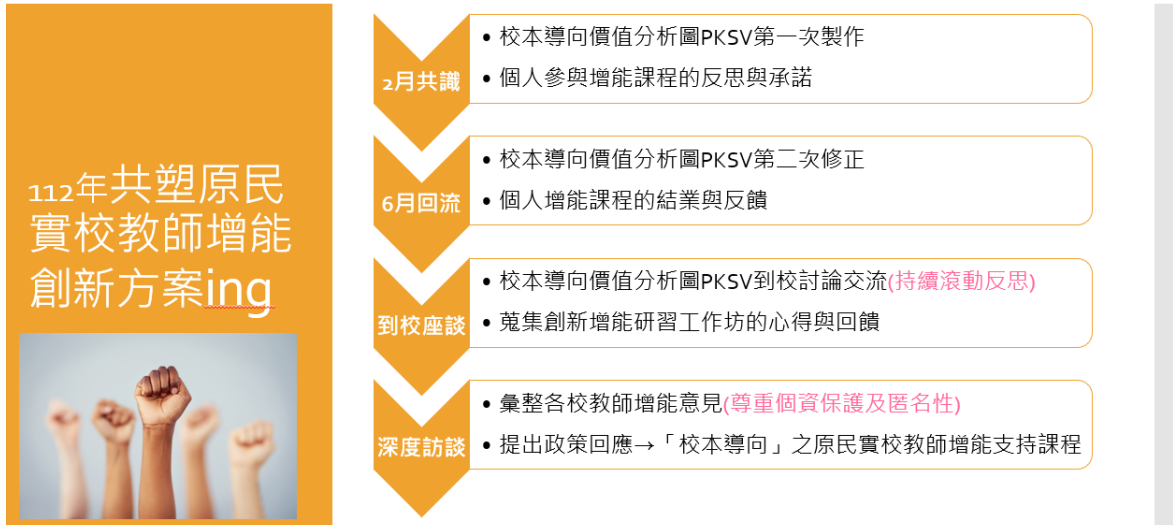 112年共塑原民
實校教師增能
創新方案ing
2月共識
• 校本導向價值分析圖PKSV第一次製作
• 個人參與增能課程的反思與承諾
6月回流
• 校本導向價值分析圖PKSV第二次修正
• 個人增能課程的結業與反饋
到校座談
• 校本導向價值分析圖PKSV到校討論交流(持續滾動反思)
• 蒐集創新增能研習工作坊的心得與回饋
深度訪談
• 彙整各校教師增能意見(尊重個資保護及匿名性)
• 提出政策回應→「校本導向」之原民實校教師增能支持課程